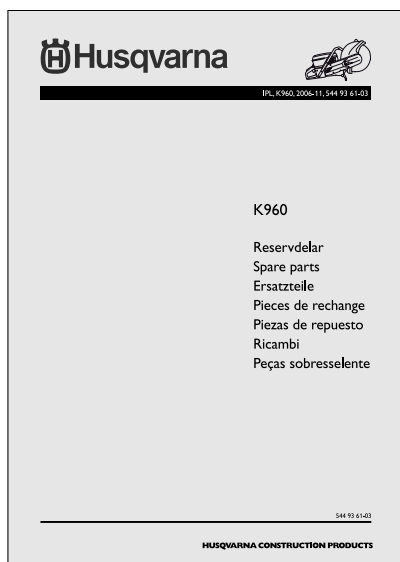 Husqvarna
IPL, K960, 2006-11, 544 93 61-03
K960
Reservdelar
Spare parts
Ersatzteile
Pieces de rechange
Piezas de repuesto
Ricambi
Peças sobresselente
544 93 61-03
HUSQVARNA CONSTRUCTION PRODUCTS